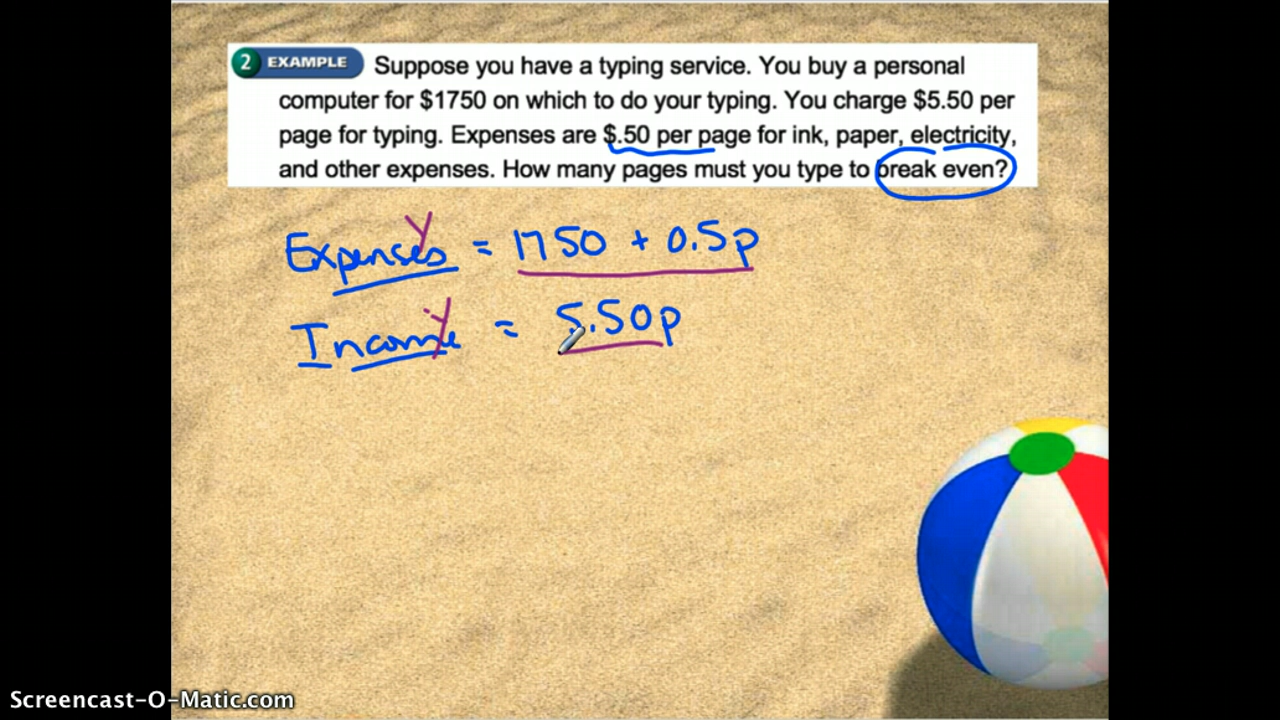 2 EXAMPLE Suppose you have a typing service. You buy a personal
computer for $1750 on which to do your typing. You charge $5.50 per
page for typing. Expenses are $.50 per page for ink, paper, electricity,
and other expenses. How many pages must you type to break even?
y
Expenses = 1750 + 0.5p
y
Income = 5.50p
Screencast-O-Matic.com